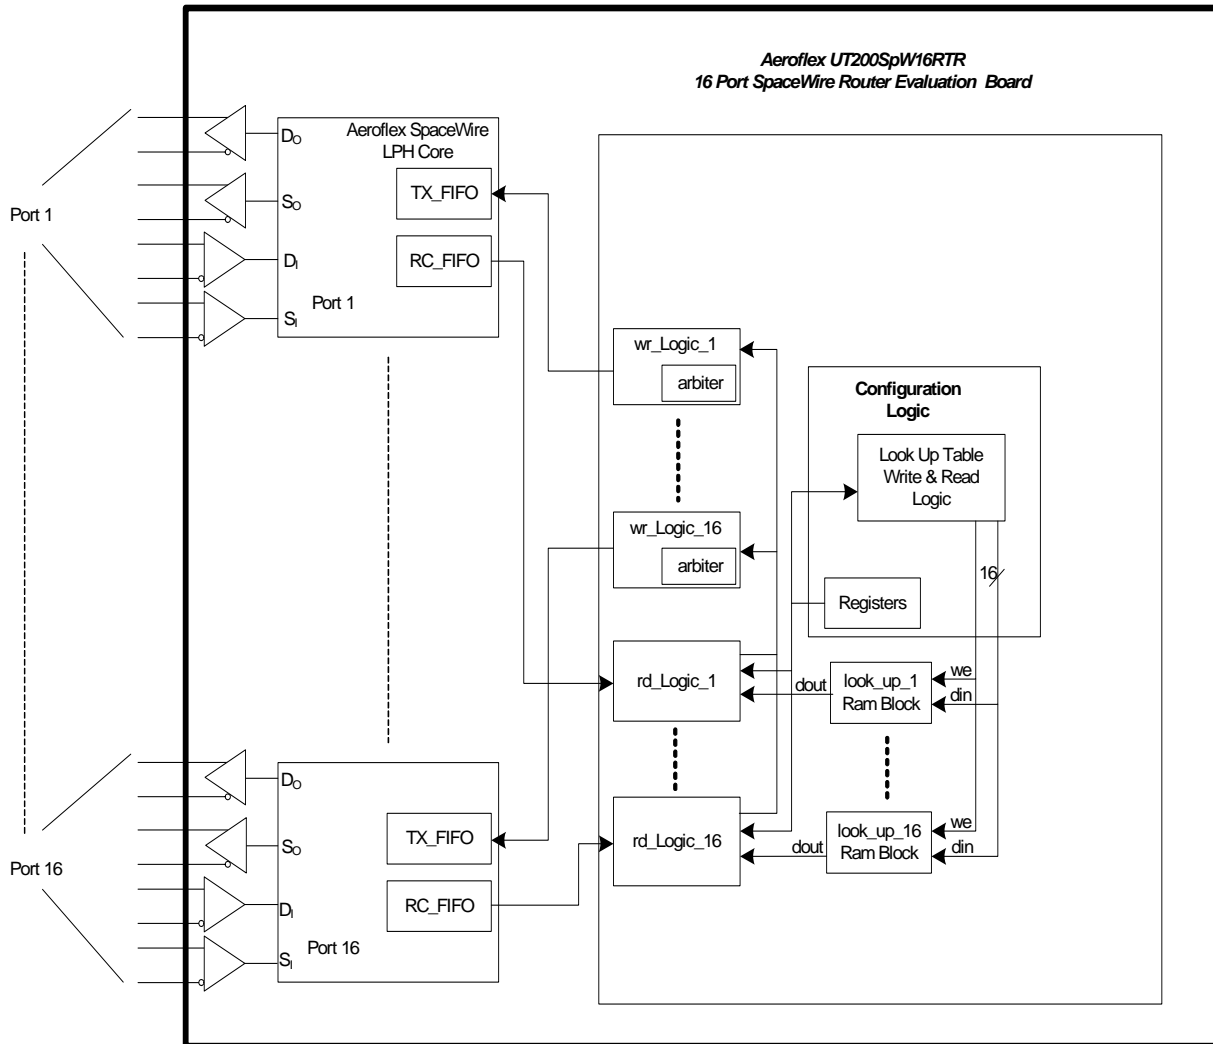 Aeroflex UT200SpW16RTR
16 Port SpaceWire Router Evaluation Board
Port 1
Aeroflex SpaceWire
LPH Core
DO
SO
DI
SI
TX_FIFO
RC_FIFO
Port 1
wr_Logic_1
arbiter
wr_Logic_16
arbiter
Configuration
Logic
Look Up Table
Write & Read
Logic
16
Registers
rd_Logic_1
dout
look_up_1
Ram Block
we
din
rd_Logic_16
dout
look_up_16
Ram Block
we
din
Port 16
DO
SO
DI
SI
TX_FIFO
RC_FIFO
Port 16